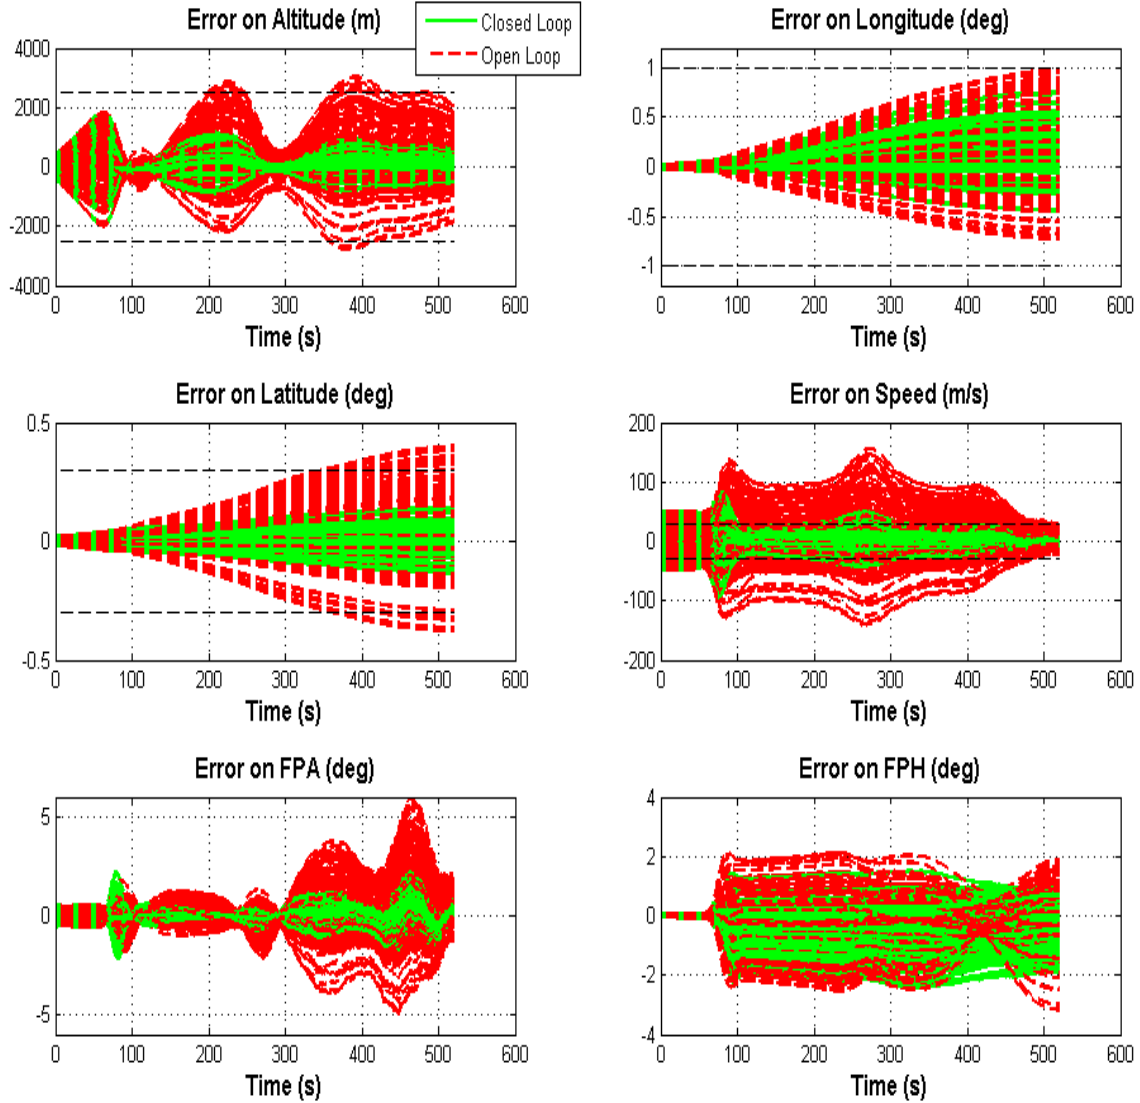 Error on Altitude (m)
Closed Loop
Open Loop
4000
2000
0
-2000
-4000
0 100 200 300 400 500 600
Time (s)
Error on Longitude (deg)
1
0.5
0
-0.5
-1
0 100 200 300 400 500 600
Time (s)
Error on Latitude (deg)
0.5
0
-0.5
0 100 200 300 400 500 600
Time (s)
Error on Speed (m/s)
200
100
0
-100
-200
0 100 200 300 400 500 600
Time (s)
Error on FPA (deg)
5
0
-5
0 100 200 300 400 500 600
Time (s)
Error on FPH (deg)
4
2
0
-2
-4
0 100 200 300 400 500 600
Time (s)